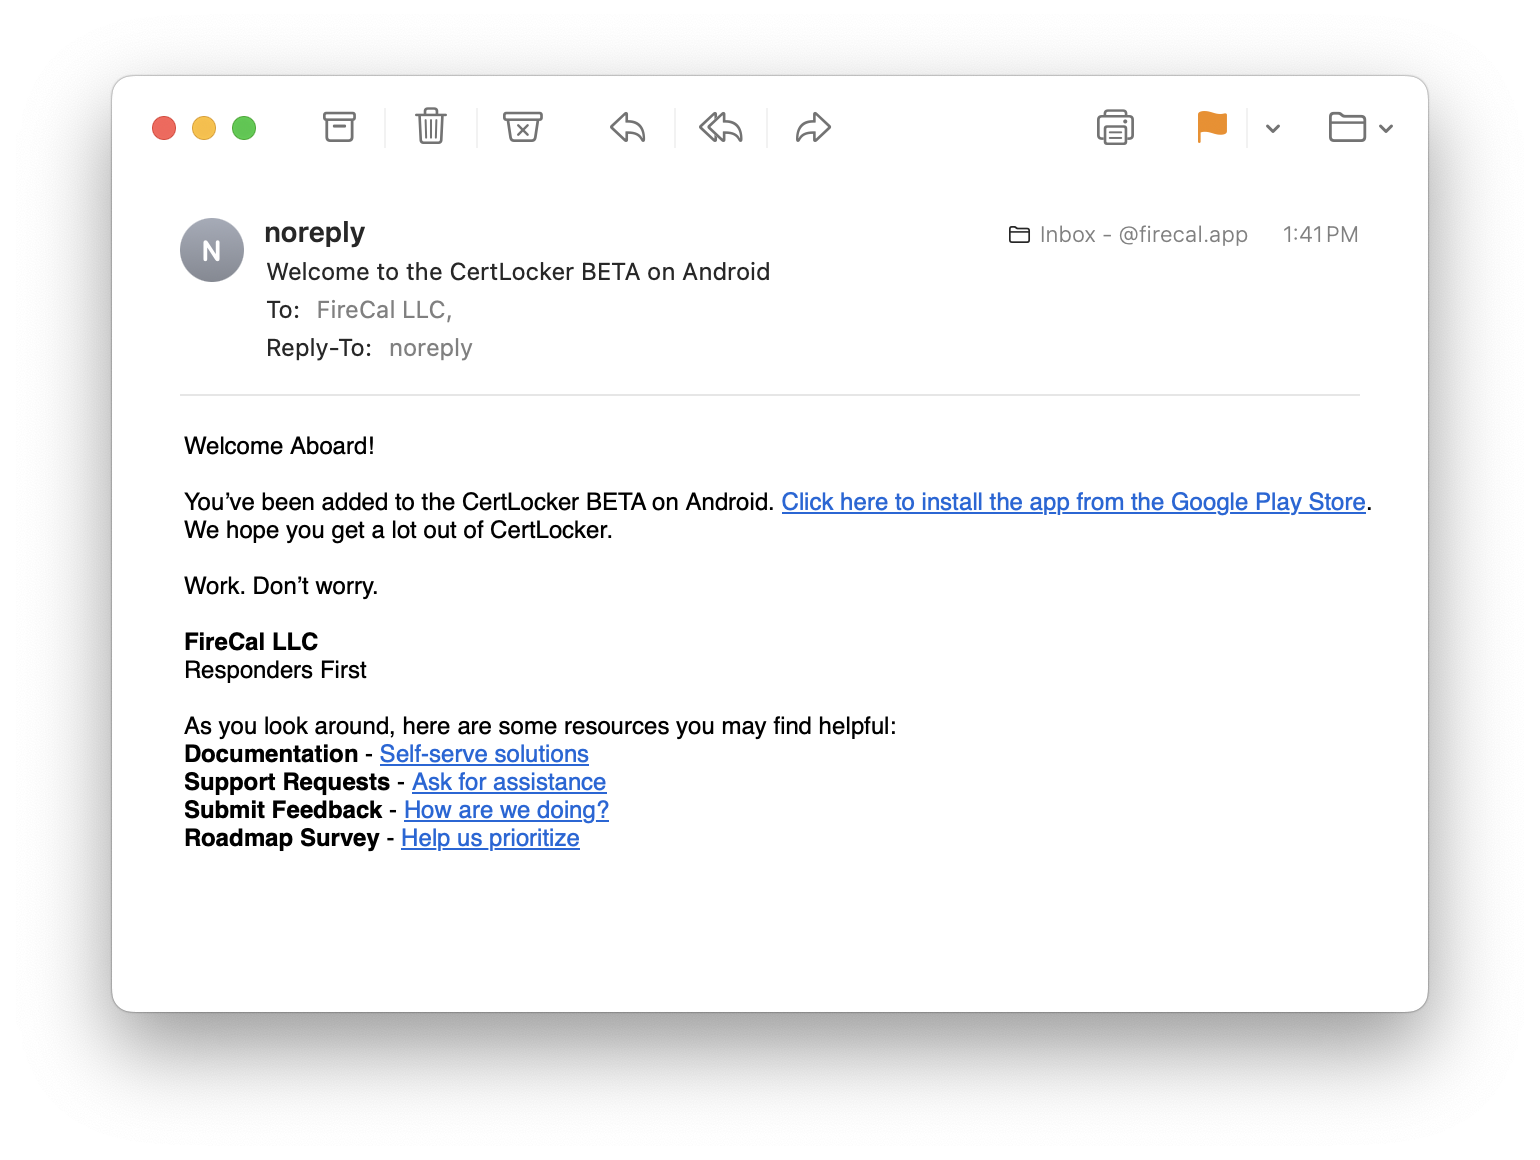 N
noreply
Inbox - @firecal.app 1:41 PM
Welcome to the CertLocker BETA on Android
To: FireCal LLC,
Reply-To: noreply
Welcome Aboard!
You’ve been added to the CertLocker BETA on Android. Click here to install the app from the Google Play Store.
We hope you get a lot out of CertLocker.
Work. Don’t worry.
FireCal LLC
Responders First
As you look around, here are some resources you may find helpful:
Documentation - Self-serve solutions
Support Requests - Ask for assistance
Submit Feedback - How are we doing?
Roadmap Survey - Help us prioritize